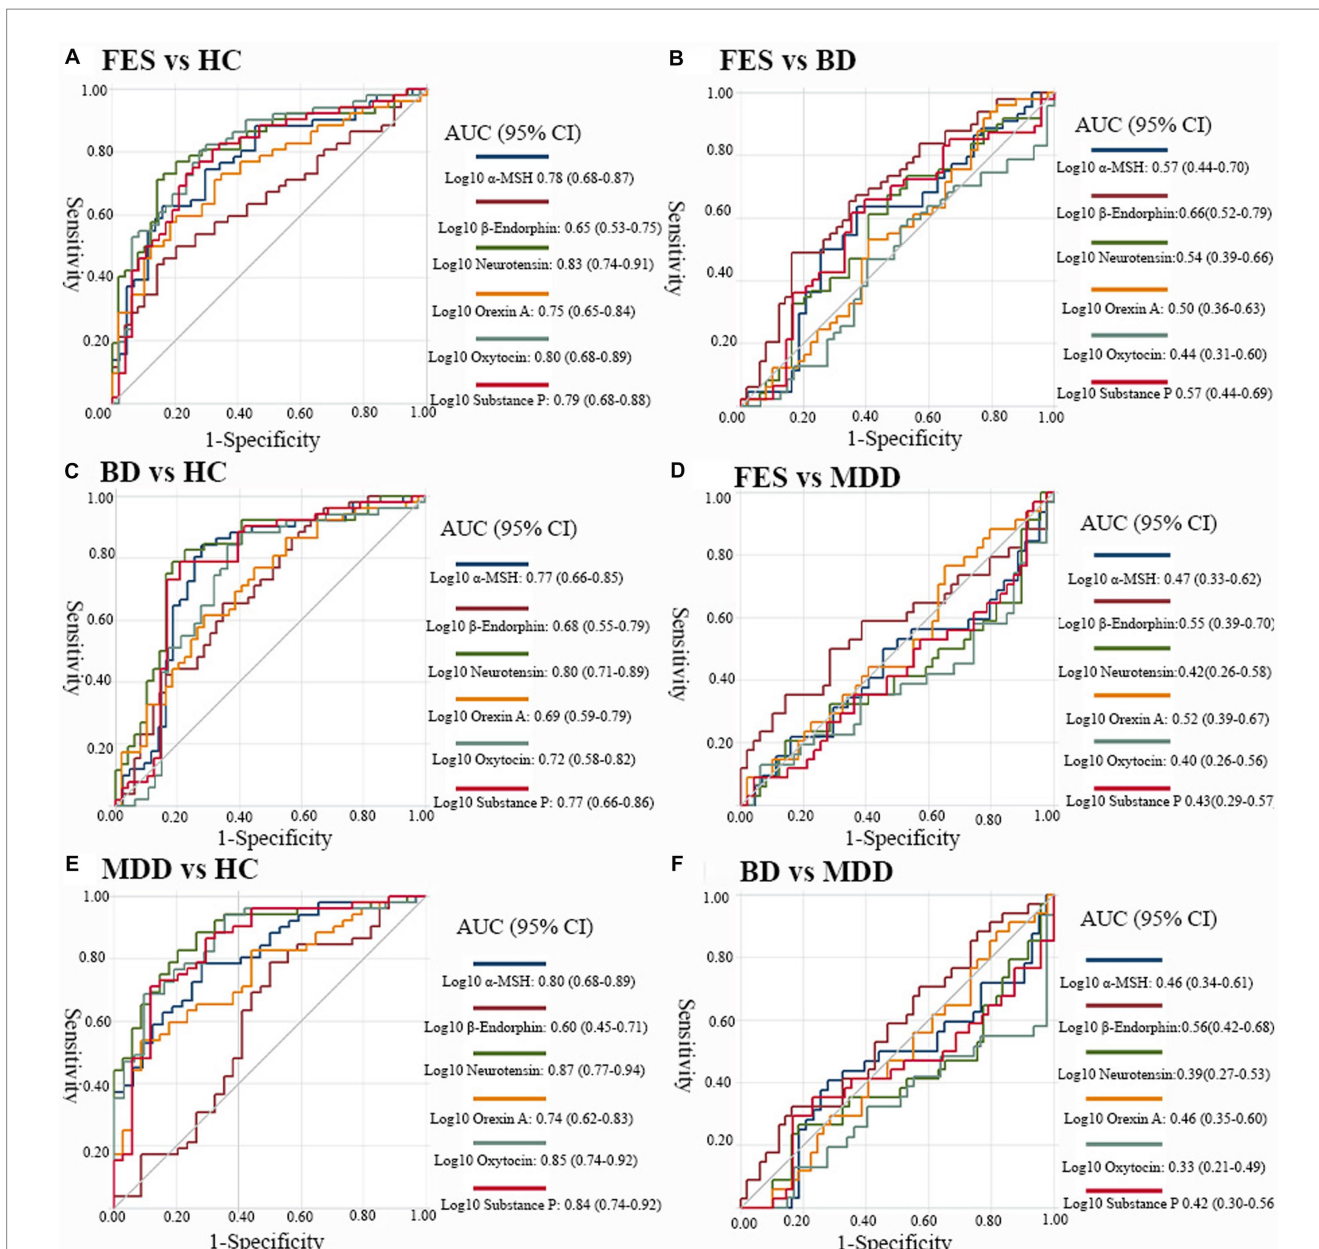 A FES vs HC
1.00
0.80
0.60
0.40
0.20
0.00 0.20 0.40 0.60 0.80 1.00
Sensitivity
1-Specificity
AUC (95% CI)
Log10 α-MSH 0.78 (0.68-0.87)
Log10 β-Endorphin: 0.65 (0.53-0.75)
Log10 Neurotensin: 0.83 (0.74-0.91)
Log10 Orexin A: 0.75 (0.65-0.84)
Log10 Oxytocin: 0.80 (0.68-0.89)
Log10 Substance P: 0.79 (0.68-0.88)
B FES vs BD
1.00
0.80
0.60
0.40
0.20
0.00 0.20 0.40 0.60 0.80 1.00
Sensitivity
1-Specificity
AUC (95% CI)
Log10 α-MSH: 0.57 (0.44-0.70)
Log10 β-Endorphin:0.66(0.52-0.79)
Log10 Neurotensin:0.54 (0.39-0.66)
Log10 Orexin A: 0.50 (0.36-0.63)
Log10 Oxytocin: 0.44 (0.31-0.60)
Log10 Substance P 0.57 (0.44-0.69)
C BD vs HC
1.00
0.80
0.60
0.40
0.20
0.00 0.20 0.40 0.60 0.80 1.00
Sensitivity
1-Specificity
AUC (95% CI)
Log10 α-MSH: 0.77 (0.66-0.85)
Log10 β-Endorphin: 0.68 (0.55-0.79)
Log10 Neurotensin: 0.80 (0.71-0.89)
Log10 Orexin A: 0.69 (0.59-0.79)
Log10 Oxytocin: 0.72 (0.58-0.82)
Log10 Substance P: 0.77 (0.66-0.86)
D FES vs MDD
1.00
0.80
0.60
0.40
0.20
0.00 0.20 0.40 0.60 0.80 1.00
Sensitivity
1-Specificity
AUC (95% CI)
Log10 α-MSH: 0.47 (0.33-0.62)
Log10 β-Endorphin:0.55 (0.39-0.70)
Log10 Neurotensin:0.42(0.26-0.58)
Log10 Orexin A: 0.52 (0.39-0.67)
Log10 Oxytocin: 0.40 (0.26-0.56)
Log10 Substance P 0.43(0.29-0.57
E MDD vs HC
1.00
0.80
0.60
0.40
0.20
0.00 0.20 0.40 0.60 0.80 1.00
Sensitivity
1-Specificity
AUC (95% CI)
Log10 α-MSH: 0.80 (0.68-0.89)
Log10 β-Endorphin: 0.60 (0.45-0.71)
Log10 Neurotensin: 0.87 (0.77-0.94)
Log10 Orexin A: 0.74 (0.62-0.83)
Log10 Oxytocin: 0.85 (0.74-0.92)
Log10 Substance P: 0.84 (0.74-0.92)
F BD vs MDD
1.00
0.80
0.60
0.40
0.20
0.00 0.20 0.40 0.60 0.80 1.00
Sensitivity
1-Specificity
AUC (95% CI)
Log10 α-MSH: 0.46 (0.34-0.61)
Log10 β-Endorphin:0.56(0.42-0.68)
Log10 Neurotensin:0.39(0.27-0.53)
Log10 Orexin A: 0.46 (0.35-0.60)
Log10 Oxytocin: 0.33 (0.21-0.49)
Log10 Substance P 0.42 (0.30-0.56